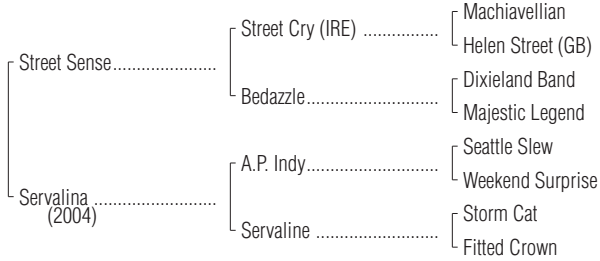 Machiavellian
Street Cry (IRE) ................
Helen Street (GB)
Street Sense......................
Dixieland Band
Bedazzle............................
Majestic Legend
Seattle Slew
A.P. Indy............................
Weekend Surprise
Servalina ..........................
(2004)
Storm Cat
Servaline ..........................
Fitted Crown